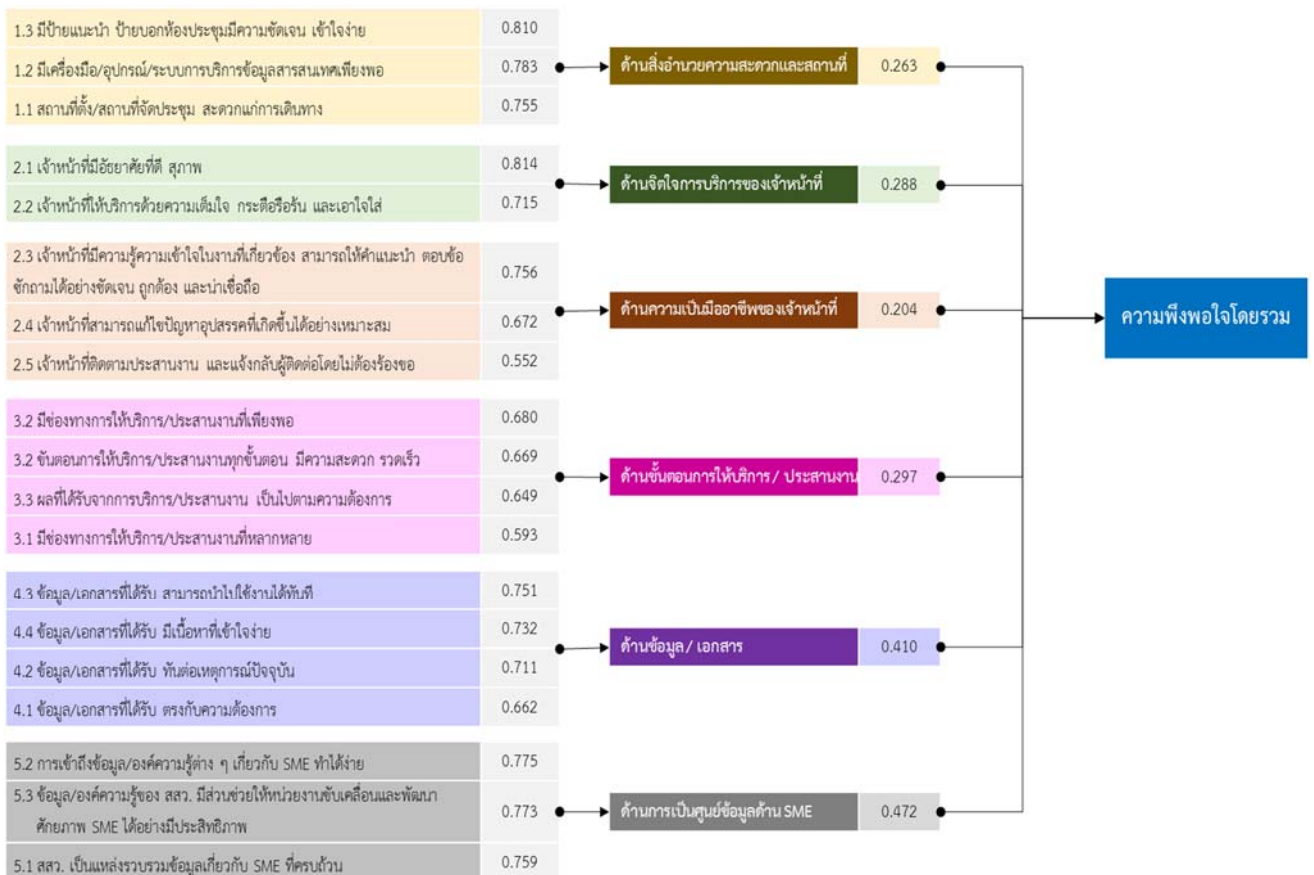 1.3 มีป้ายแนะนำ ป้ายบอกห้องประชุมมีความชัดเจน เข้าใจง่าย 0.810
1.2 มีเครื่องมือ/อุปกรณ์/ระบบการบริการข้อมูลสารสนเทศเพียงพอ 0.783
1.1 สถานที่ตั้ง/สถานที่จัดประชุม สะดวกแก่การเดินทาง 0.755
ด้านสิ่งอำนวยความสะดวกและสถานที่ 0.263
2.1 เจ้าหน้าที่มีอัธยาศัยที่ดี สุภาพ 0.814
2.2 เจ้าหน้าที่ให้บริการด้วยความเต็มใจ กระตือรือร้น และเอาใจใส่ 0.715
ด้านจิตใจการบริการของเจ้าหน้าที่ 0.288
2.3 เจ้าหน้าที่มีความรู้ความเข้าใจในงานที่เกี่ยวข้อง สามารถให้คำแนะนำ ตอบข้อ
ซักถามได้อย่างชัดเจน ถูกต้อง และน่าเชื่อถือ 0.756
2.4 เจ้าหน้าที่สามารถแก้ไขปัญหาอุปสรรคที่เกิดขึ้นได้อย่างเหมาะสม 0.672
2.5 เจ้าหน้าที่ติดตามประสานงาน และแจ้งกลับผู้ติดต่อโดยไม่ต้องร้องขอ 0.552
ด้านความเป็นมืออาชีพของเจ้าหน้าที่ 0.204
3.2 มีช่องทางการให้บริการ/ประสานงานที่เพียงพอ 0.680
3.2 ขั้นตอนการให้บริการ/ประสานงานทุกขั้นตอน มีความสะดวก รวดเร็ว 0.669
3.3 ผลที่ได้รับจากการบริการ/ประสานงาน เป็นไปตามความต้องการ 0.649
3.1 มีช่องทางการให้บริการ/ประสานงานที่หลากหลาย 0.593
ด้านขั้นตอนการให้บริการ/ ประสานงาน 0.297
4.3 ข้อมูล/เอกสารที่ได้รับ สามารถนำไปใช้งานได้ทันที 0.751
4.4 ข้อมูล/เอกสารที่ได้รับ มีเนื้อหาที่เข้าใจง่าย 0.732
4.2 ข้อมูล/เอกสารที่ได้รับ ทันต่อเหตุการณ์ปัจจุบัน 0.711
4.1 ข้อมูล/เอกสารที่ได้รับ ตรงกับความต้องการ 0.662
ด้านข้อมูล/ เอกสาร 0.410
5.2 การเข้าถึงข้อมูล/องค์ความรู้ต่าง ๆ เกี่ยวกับ SME ทำได้ง่าย 0.775
5.3 ข้อมูล/องค์ความรู้ของ สสว. มีส่วนช่วยให้หน่วยงานขับเคลื่อนและพัฒนา
ศักยภาพ SME ได้อย่างมีประสิทธิภาพ 0.773
5.1 สสว. เป็นแหล่งรวบรวมข้อมูลเกี่ยวกับ SME ที่ครบถ้วน 0.759
ด้านการเป็นศูนย์ข้อมูลด้าน SME 0.472
ความพึงพอใจโดยรวม